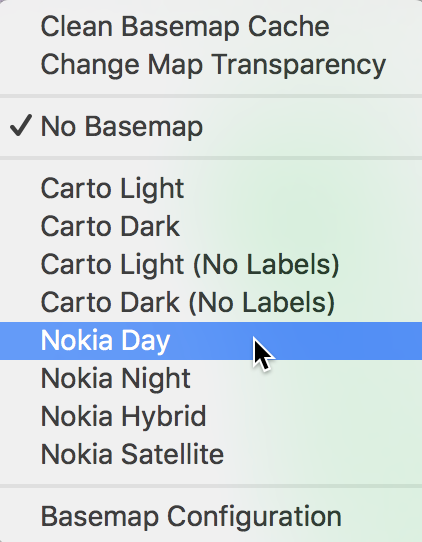 Clean Basemap Cache
Change Map Transparency
✓ No Basemap
Carto Light
Carto Dark
Carto Light (No Labels)
Carto Dark (No Labels)
Nokia Day
Nokia Night
Nokia Hybrid
Nokia Satellite
Basemap Configuration